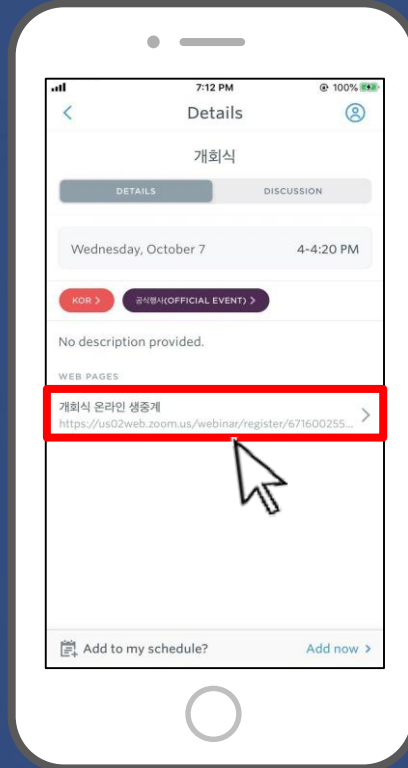 7:12 PM
100%
Details
개회식
DETAILS
DISCUSSION
Wednesday, October 7
4-4:20 PM
KOR >
공식행사(OFFICIAL EVENT) >
No description provided.
WEB PAGES
개회식 온라인 생중계
https://us02web.zoom.us/webinar/register/671600255...
Add to my schedule?
Add now >